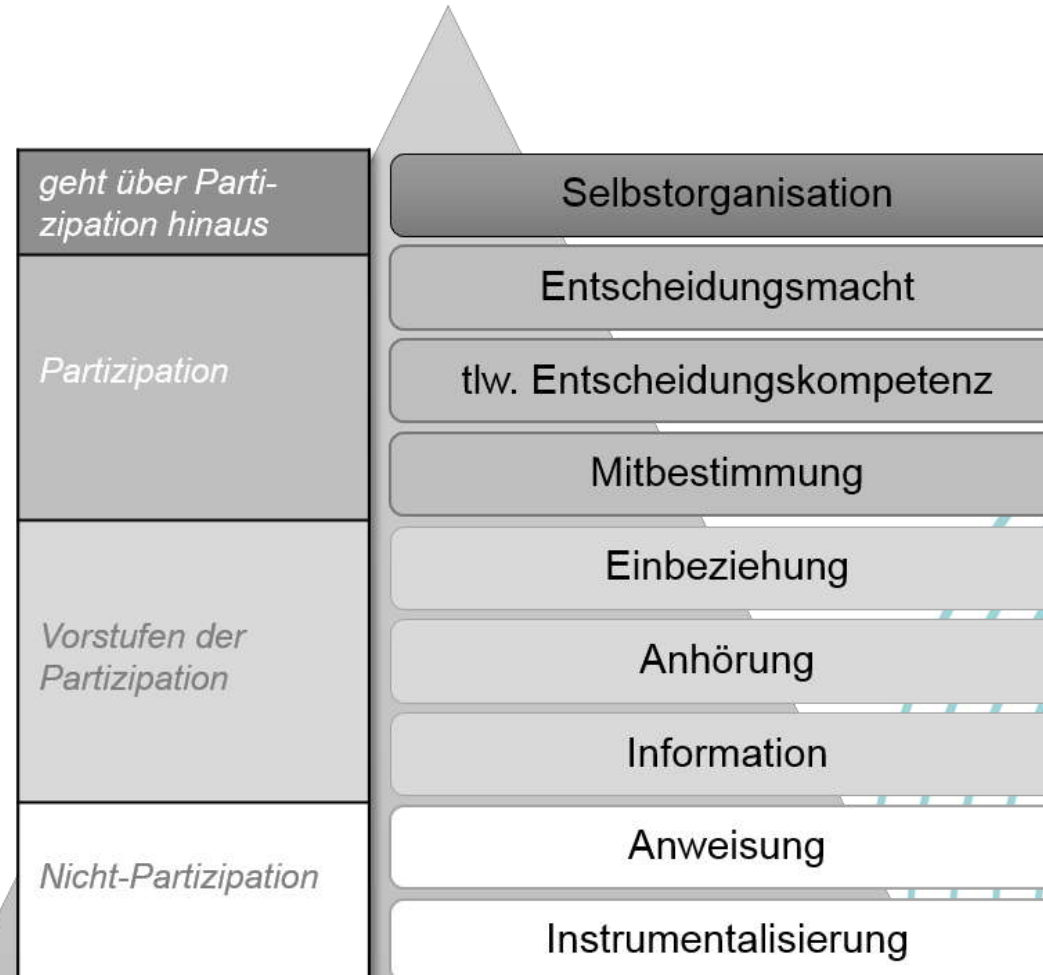 geht über Parti-
zipation hinaus
Selbstorganisation
Partizipation
Entscheidungsmacht
tlw. Entscheidungskompetenz
Mitbestimmung
Vorstufen der
Partizipation
Einbeziehung
Anhörung
Information
Nicht-Partizipation
Anweisung
Instrumentalisierung